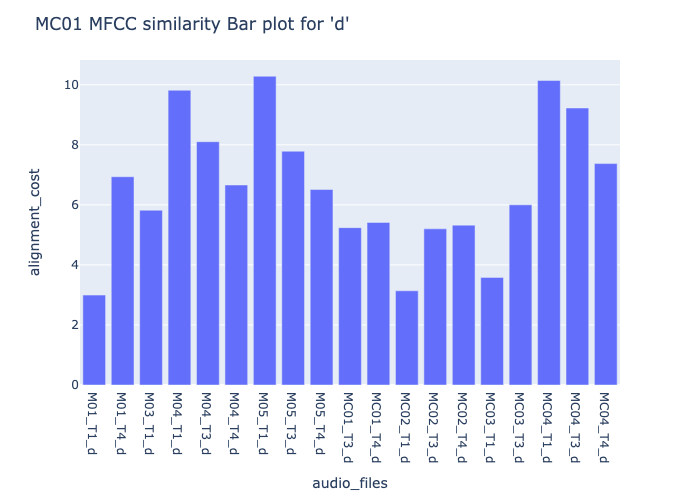 MC01 MFCC similarity Bar plot for 'd'
alignment_cost
10
8
6
4
2
0
M01_T1_d
M01_T4_d
M03_T1_d
M04_T1_d
M04_T3_d
M04_T4_d
M05_T1_d
M05_T3_d
M05_T4_d
MC01_T3_d
MC01_T4_d
MC02_T1_d
MC02_T3_d
MC02_T4_d
MC03_T1_d
MC03_T3_d
MC04_T1_d
MC04_T3_d
MC04_T4_d
audio_files